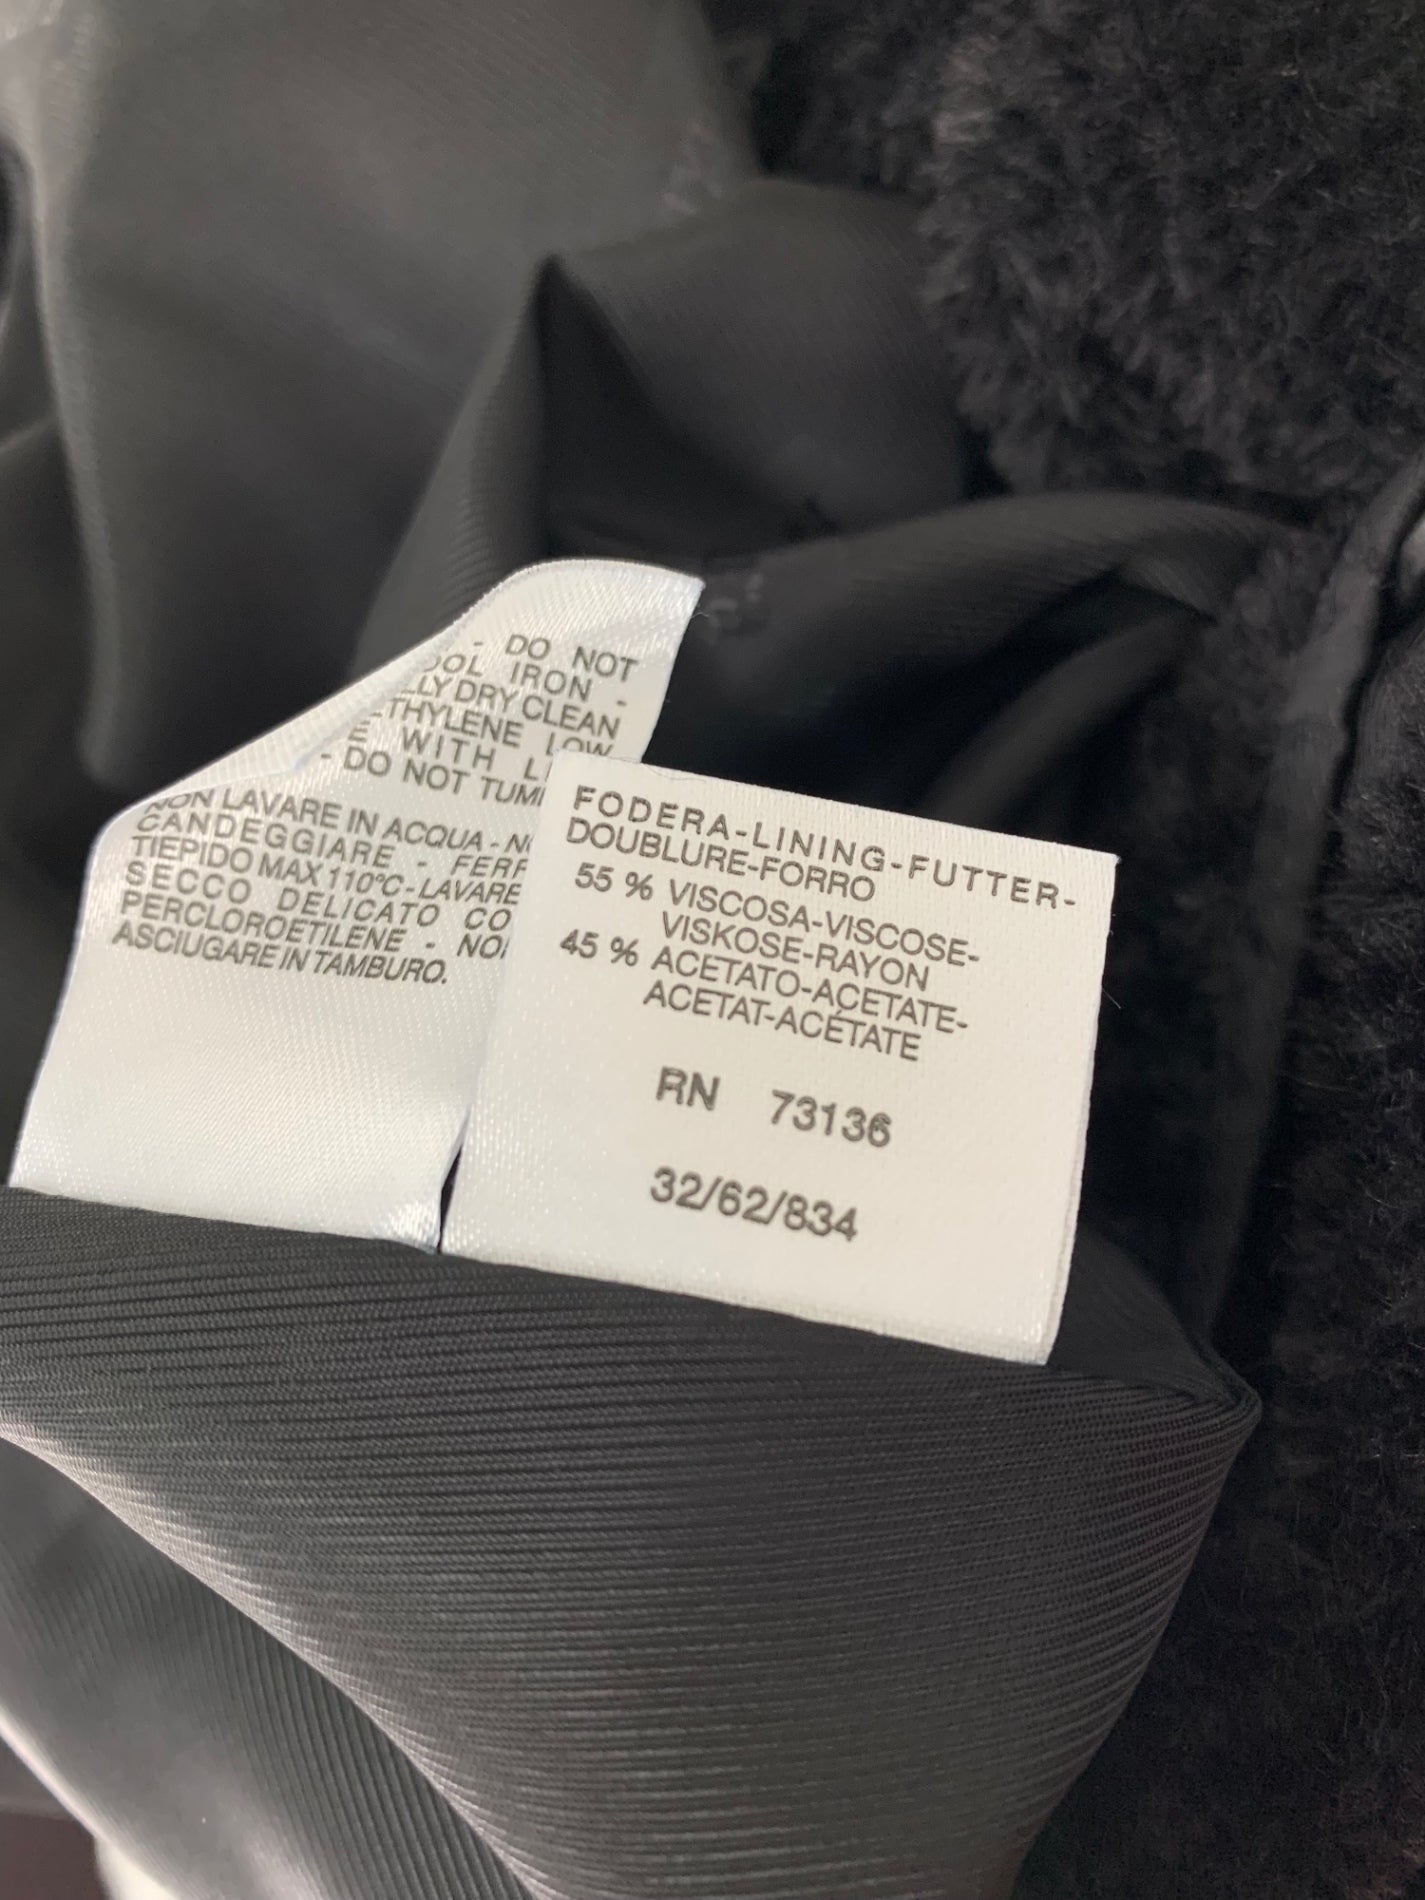 - DO NOT
IRON -
DRY CLEAN
LOW
WITH
- DO NOT
NON LAVARE IN ACQUA -
CANDEGGIARE -
TIEPIDO MAX 110°C - LAVARE
SECCO DELICATO
PERCLOROETILENE -
ASCIUGARE IN TAMBURO.
FODERA-LINING-FUTTER-
DOUBLURE-FORRO
55 % VISCOSA-VISCOSE-
VISKOSE-RAYON
45 % ACETATO-ACETATE-
ACETAT-ACÉTATE
RN 73136
32/62/834